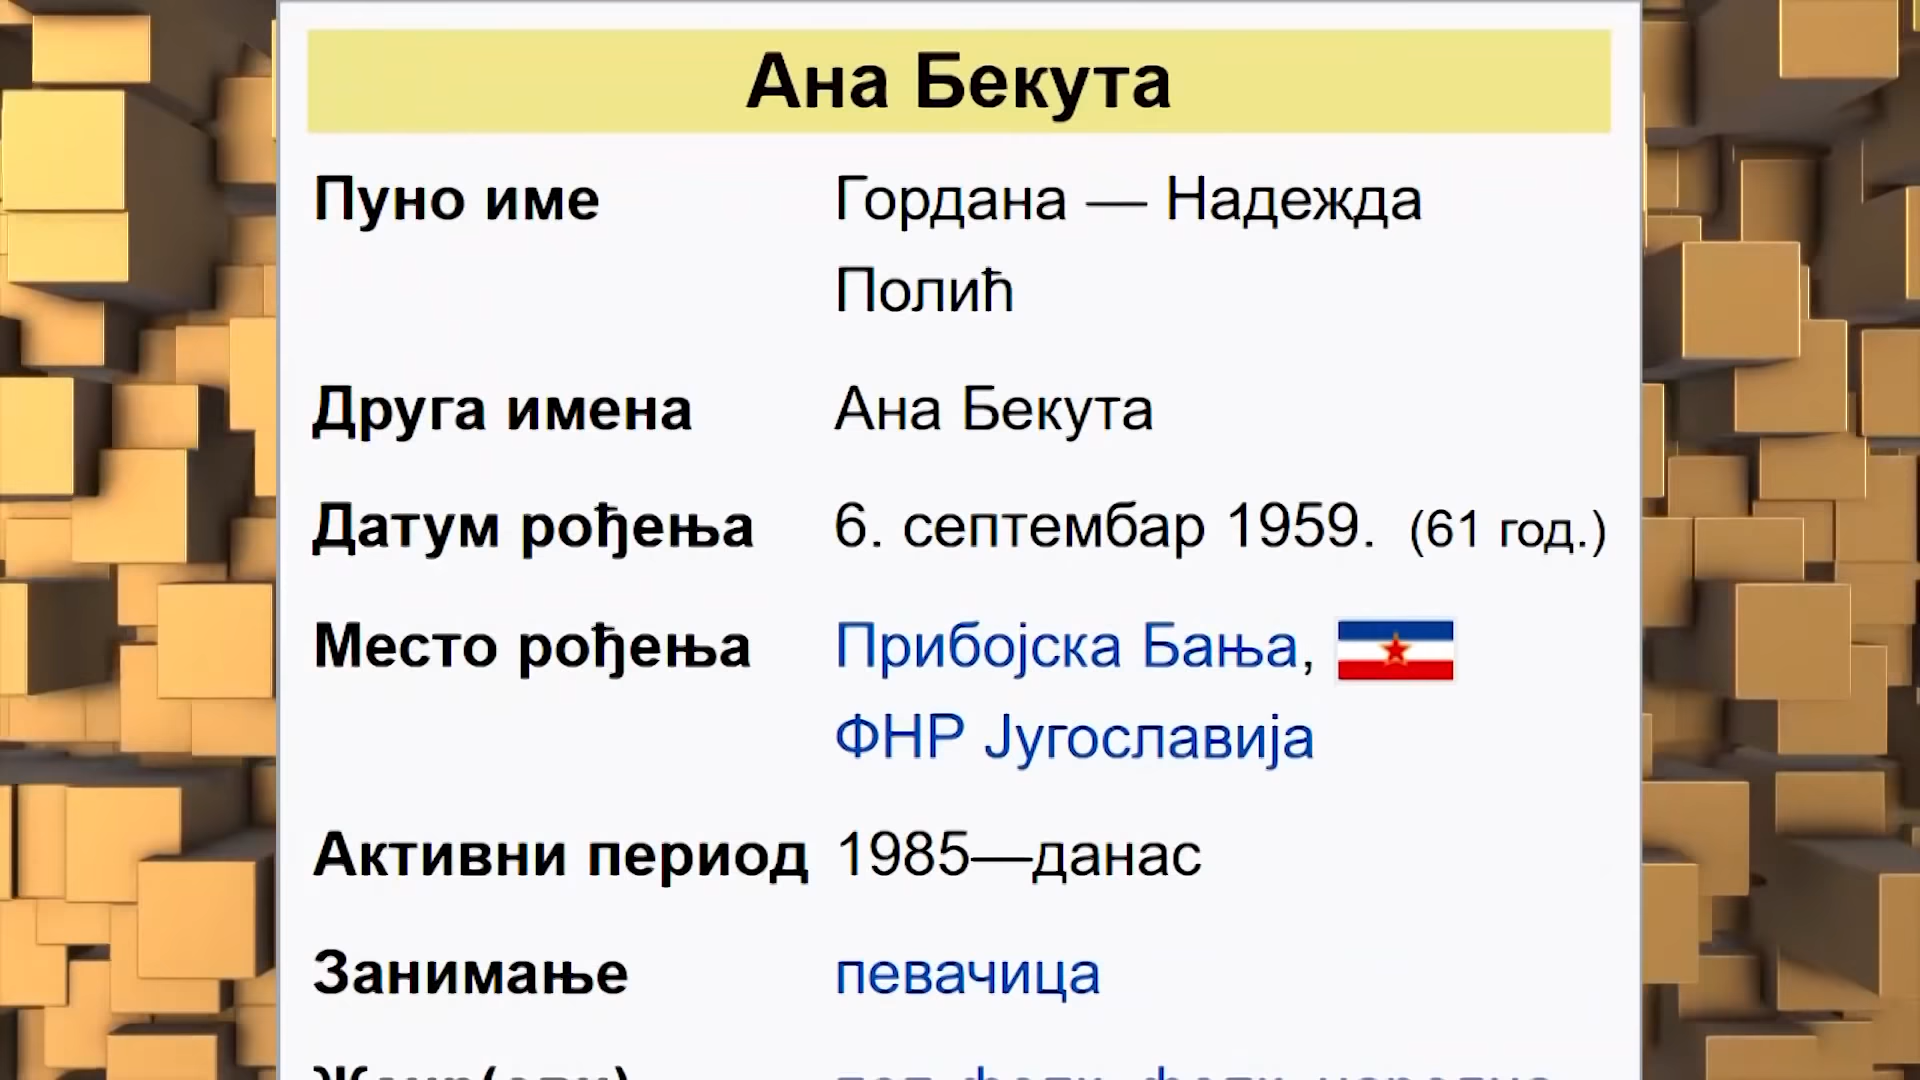 Ана Бекута
Пуно име Гордана — Надежда
Полић
Друга имена Ана Бекута
Датум рођења 6. септембар 1959. (61 год.)
Место рођења Прибојска Бања,
ФНР Југославија
Активни период 1985—данас
Занимање певачица